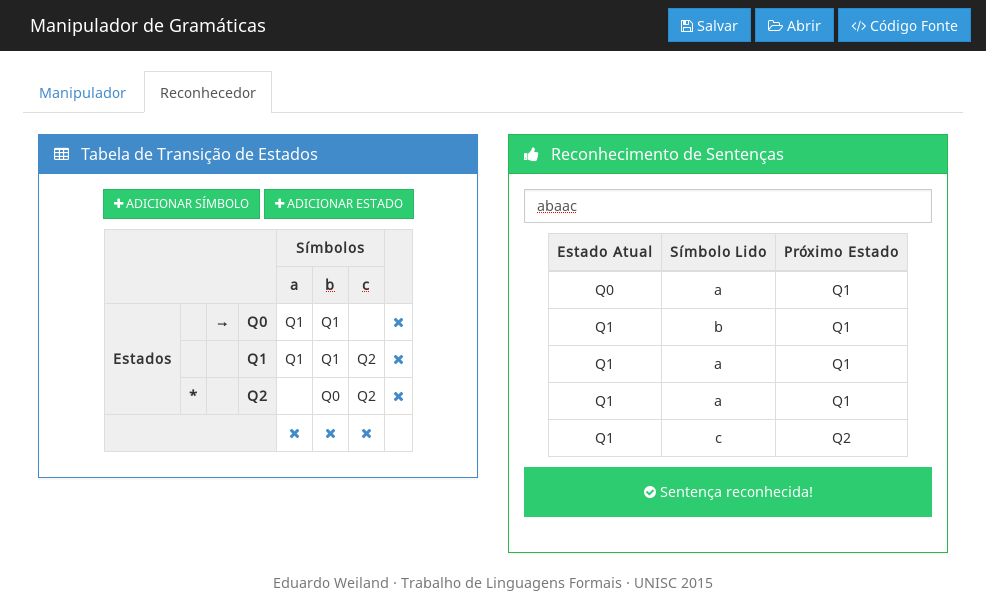 Manipulador de Gramáticas
Salvar
Abrir
</> Código Fonte
Manipulador
Reconhecedor
Tabela de Transição de Estados
+ ADICIONAR SÍMBOLO
+ ADICIONAR ESTADO
Símbolos
a b c
Estados
→ Q0 Q1 Q1
Q1 Q1 Q1 Q2
* Q2 Q0 Q2
Reconhecimento de Sentenças
abaac
Estado Atual Símbolo Lido Próximo Estado
Q0 a Q1
Q1 b Q1
Q1 a Q1
Q1 a Q1
Q1 c Q2
Sentença reconhecida!
Eduardo Weiland · Trabalho de Linguagens Formais · UNISC 2015